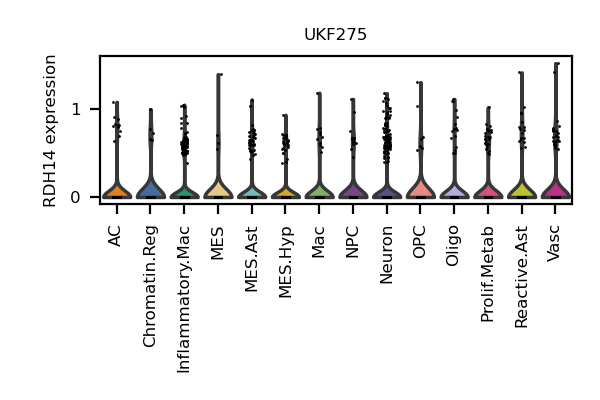 UKF275
RDH14 expression
1
0
AC
Chromatin.Reg
Inflammatory.Mac
MES
MES.Ast
MES.Hyp
Mac
NPC
Neuron
OPC
Oligo
Prolif.Metab
Reactive.Ast
Vasc